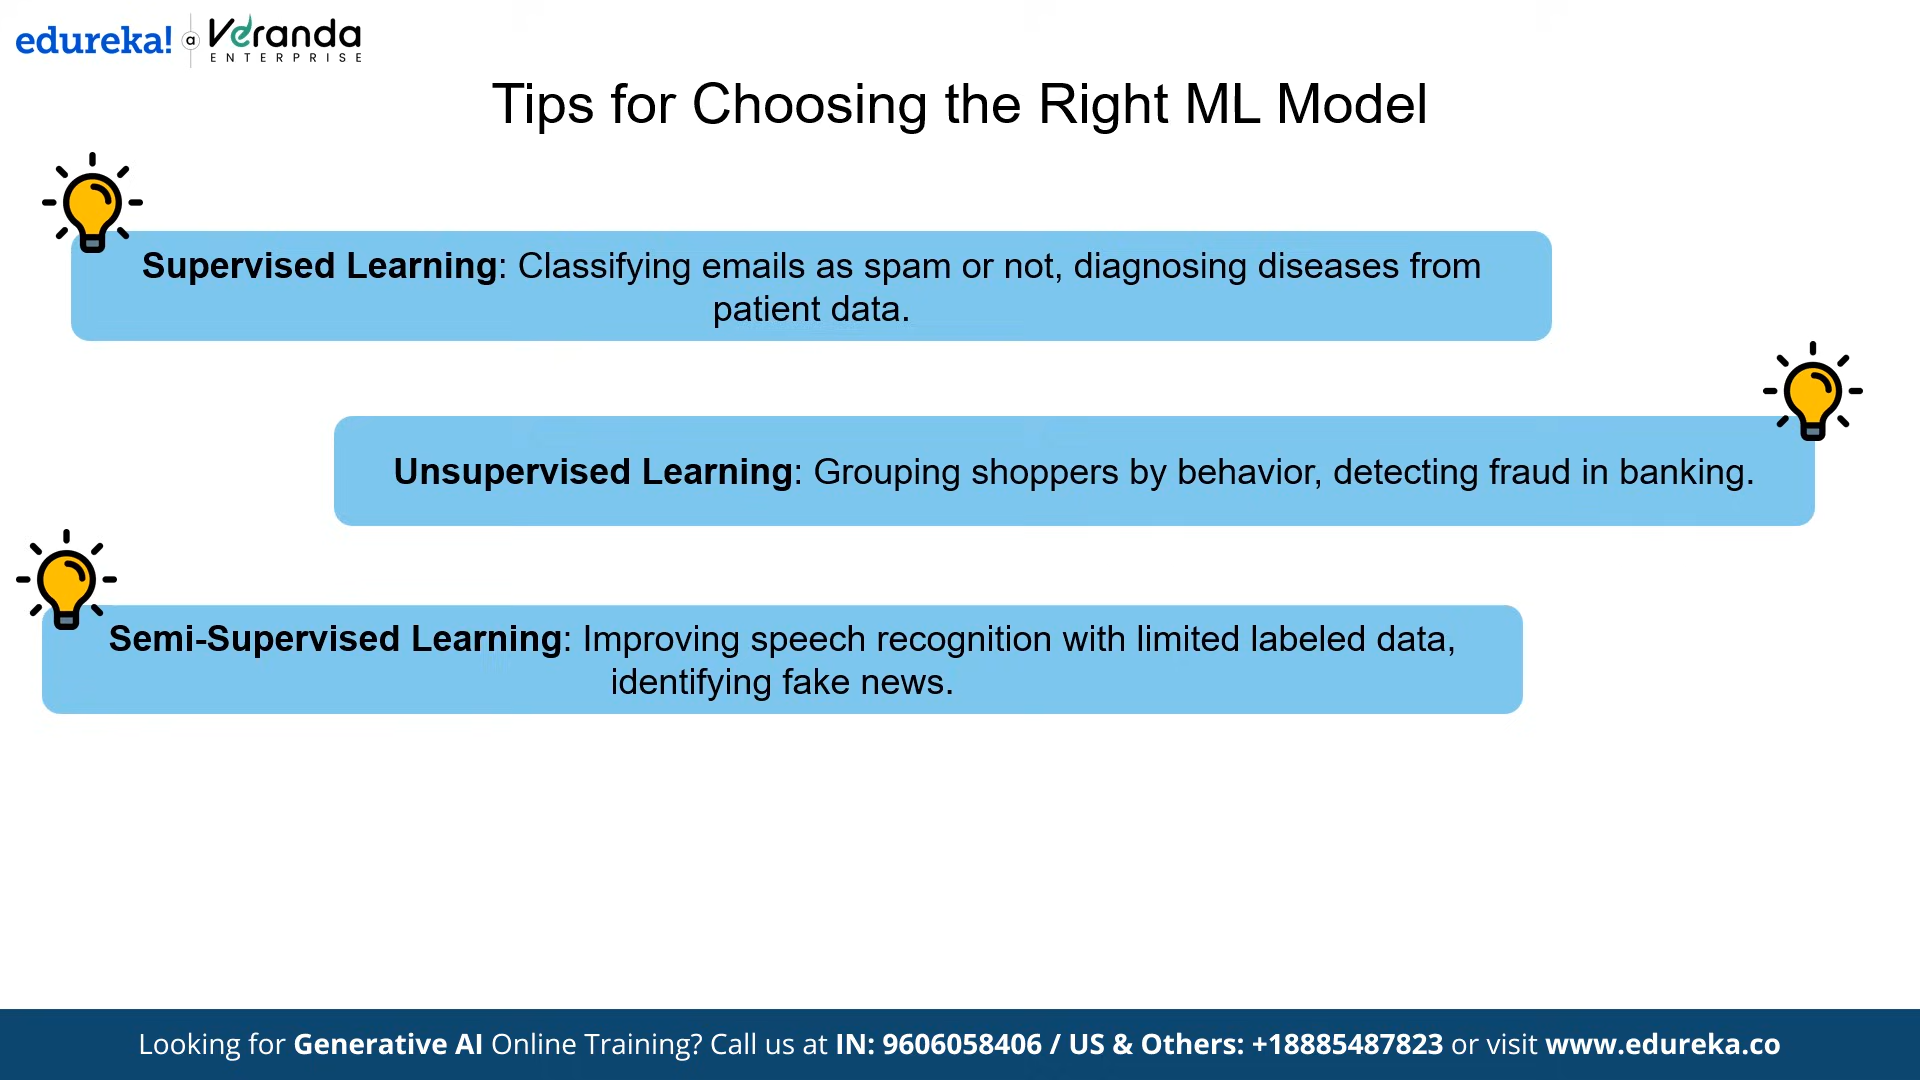 edureka! a Veranda
ENTERPRISE
Tips for Choosing the Right ML Model
Supervised Learning: Classifying emails as spam or not, diagnosing diseases from
patient data.
Unsupervised Learning: Grouping shoppers by behavior, detecting fraud in banking.
Semi-Supervised Learning: Improving speech recognition with limited labeled data,
identifying fake news.
Looking for Generative AI Online Training? Call us at IN: 9606058406 / US & Others: +18885487823 or visit www.edureka.co